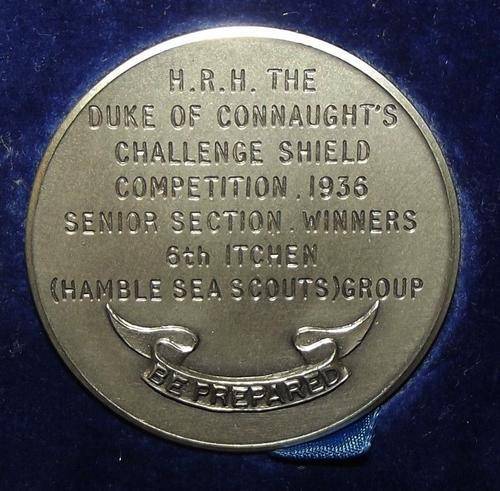 H.R.H. THE
DUKE OF CONNAUGHT'S
CHALLENGE SHIELD
COMPETITION . 1936
SENIOR SECTION . WINNERS
6th ITCHEN
(HAMBLE SEA SCOUTS) GROUP
BE PREPARED